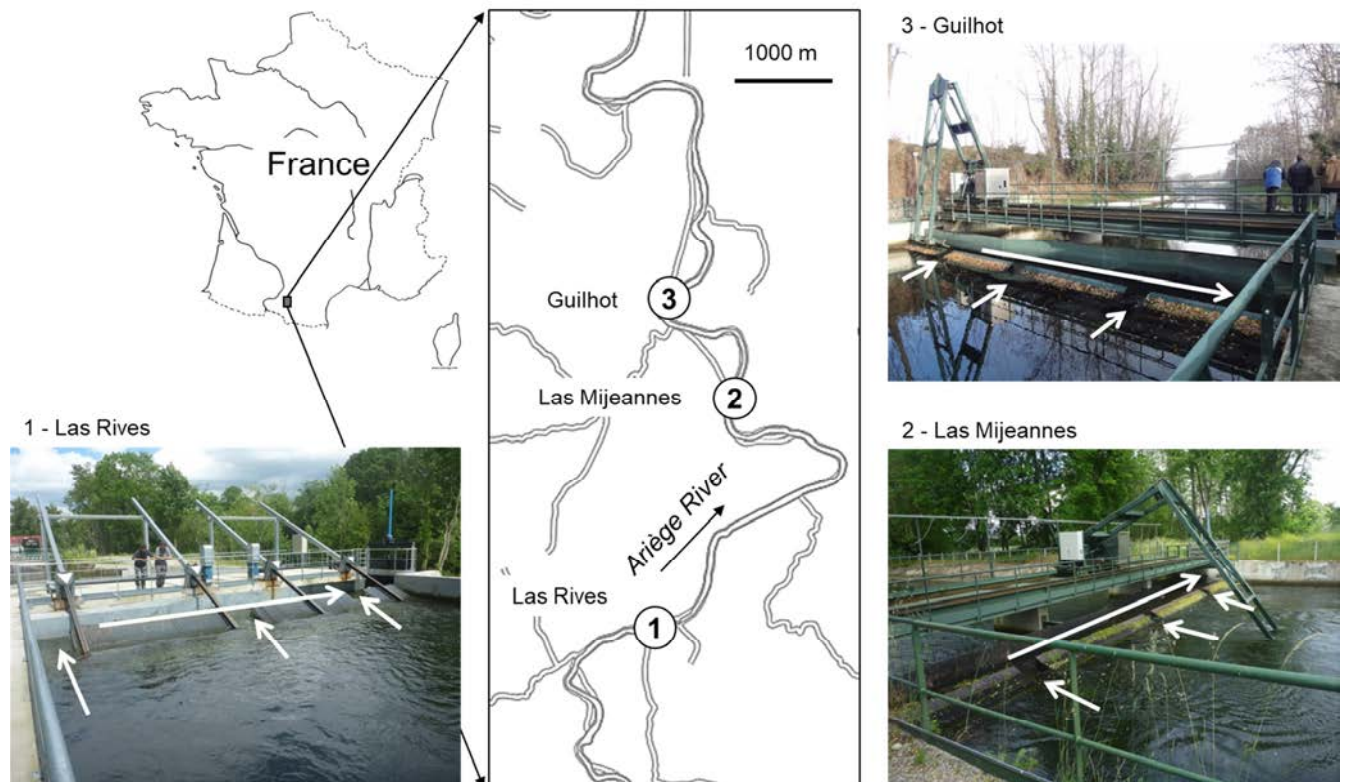 France
1000 m
3 - Guilhot
Guilhot
3
Las Mijeannes
2
1 - Las Rives
2 - Las Mijeannes
Ariège River
Las Rives
1